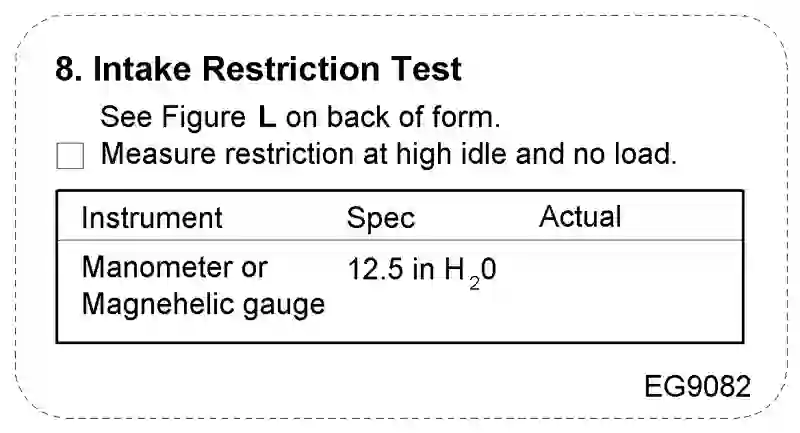 8. Intake Restriction Test
See Figure L on back of form.
Measure restriction at high idle and no load.
Instrument Spec Actual
Manometer or 12.5 in H₂0
Magnehelic gauge
EG9082